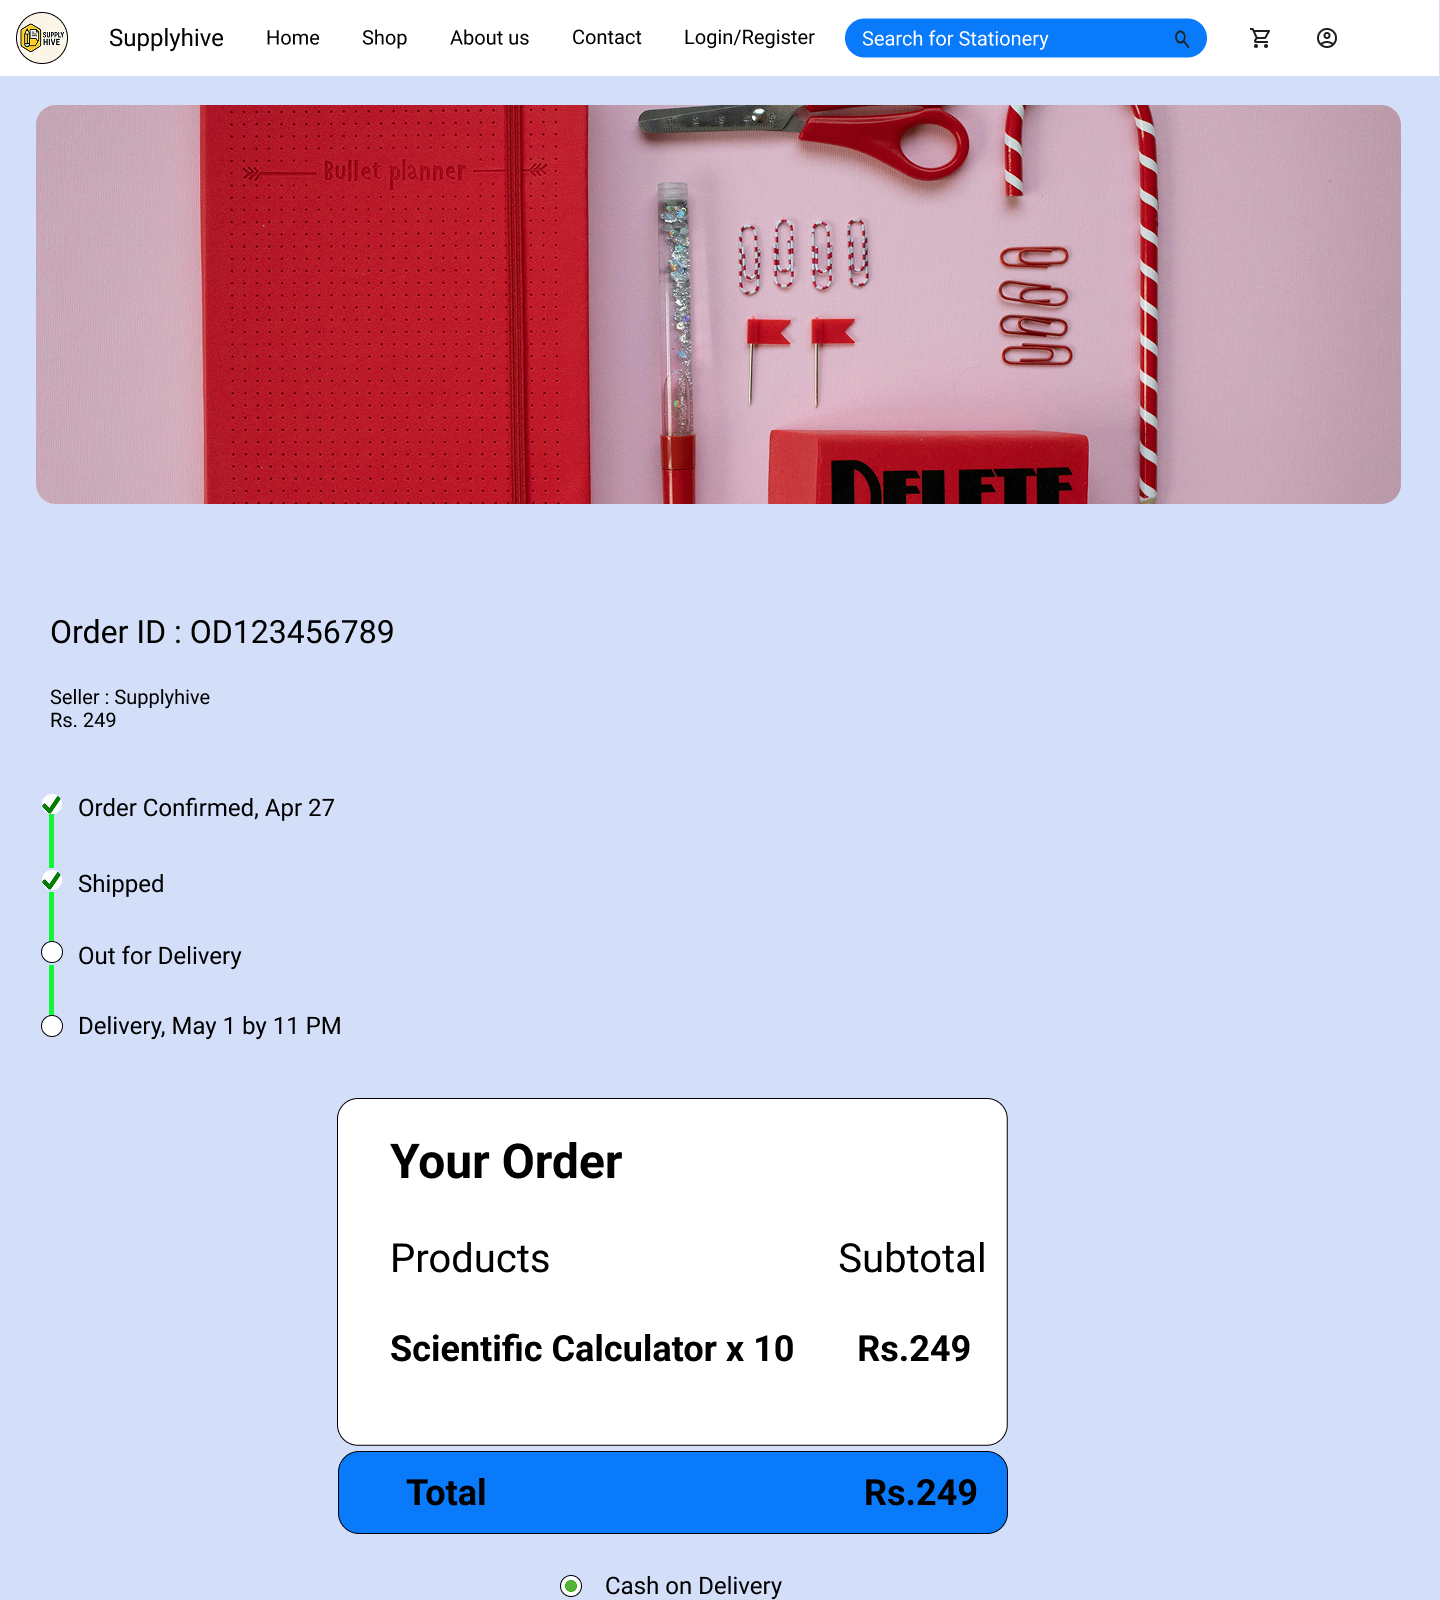 SUPPLY
HIVE
Supplyhive Home Shop About us Contact Login/Register Search for Stationery
Bullet planner
DELETE
Order ID : OD123456789
Seller : Supplyhive
Rs. 249
Order Confirmed, Apr 27
Shipped
Out for Delivery
Delivery, May 1 by 11 PM
Your Order
Products Subtotal
Scientific Calculator x 10 Rs.249
Total Rs.249
Cash on Delivery